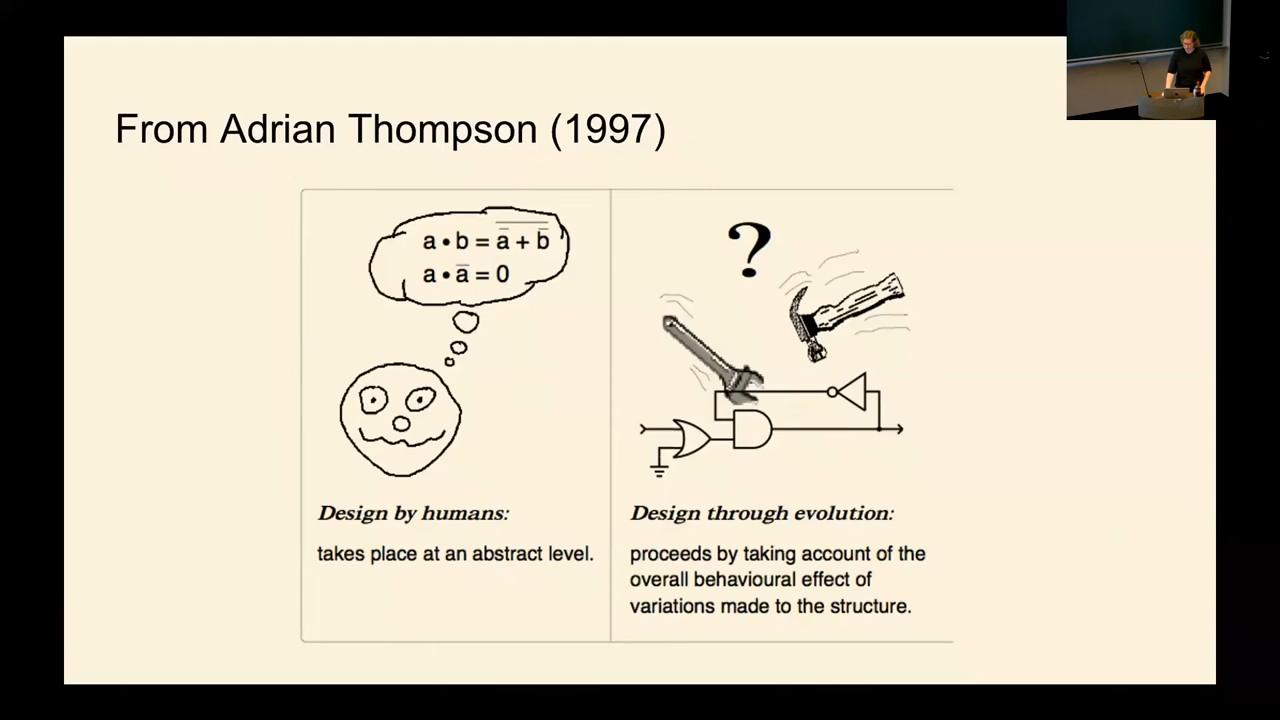 From Adrian Thompson (1997)
a • b = ā̅ + b̄̅
a • ā = 0
?
Design by humans:
takes place at an abstract level.
Design through evolution:
proceeds by taking account of the
overall behavioural effect of
variations made to the structure.